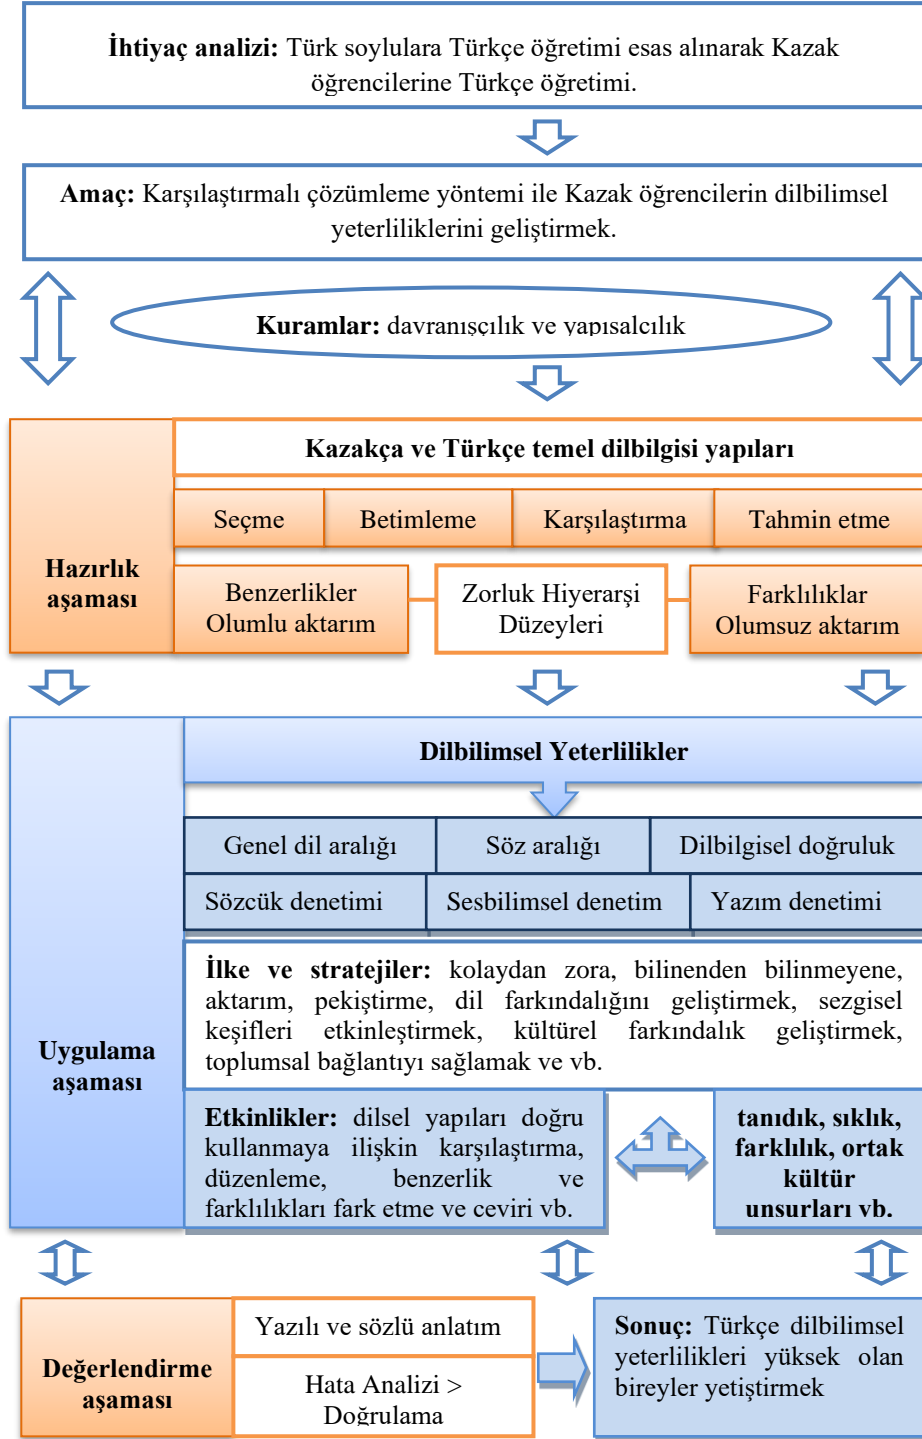 İhtiyaç analizi: Türk soylulara Türkçe öğretimi esas alınarak Kazak
öğrencilerine Türkçe öğretimi.
Amaç: Karşılaştırmalı çözümleme yöntemi ile Kazak öğrencilerin dilbilimsel
yeterliliklerini geliştirmek.
Kuramlar: davranışçılık ve yapısalcılık
Hazırlık
aşaması
Kazakça ve Türkçe temel dilbilgisi yapıları
Seçme
Betimleme
Karşılaştırma
Tahmin etme
Benzerlikler
Olumlu aktarım
Zorluk Hiyerarşi
Düzeyleri
Farklılıklar
Olumsuz aktarım
Uygulama
aşaması
Dilbilimsel Yeterlilikler
Genel dil aralığı
Söz aralığı
Dilbilgisel doğruluk
Sözcük denetimi
Sesbilimsel denetim
Yazım denetimi
İlke ve stratejiler: kolaydan zora, bilinenden bilinmeyene,
aktarım, pekiştirme, dil farkındalığını geliştirmek, sezgisel
keşifleri etkinleştirmek, kültürel farkındalık geliştirmek,
toplumsal bağlantıyı sağlamak ve vb.
Etkinlikler: dilsel yapıları doğru
kullanmaya ilişkin karşılaştırma,
düzenleme, benzerlik ve
farklılıkları fark etme ve ceviri vb.
tanıdık, sıklık,
farklılık, ortak
kültür
unsurları vb.
Değerlendirme
aşaması
Yazılı ve sözlü anlatım
Hata Analizi >
Doğrulama
Sonuç: Türkçe dilbilimsel
yeterlilikleri yüksek olan
bireyler yetiştirmek